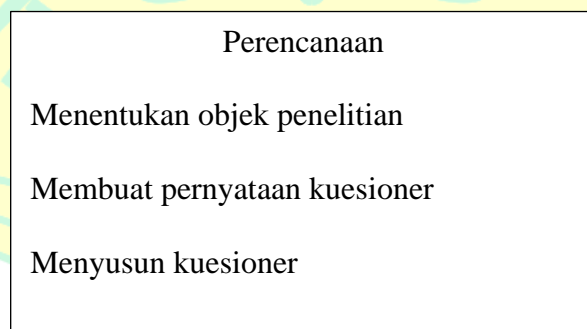 Perencanaan
Menentukan objek penelitian
Membuat pernyataan kuesioner
Menyusun kuesioner